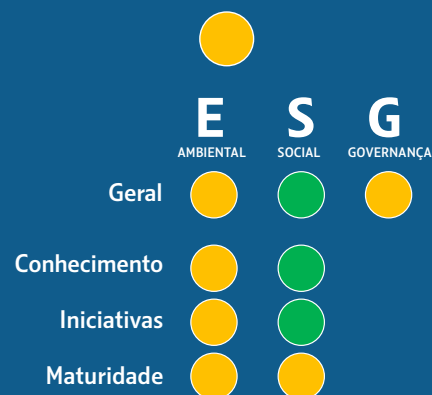 E S G
AMBIENTAL SOCIAL GOVERNANÇA
Geral
Conhecimento
Iniciativas
Maturidade